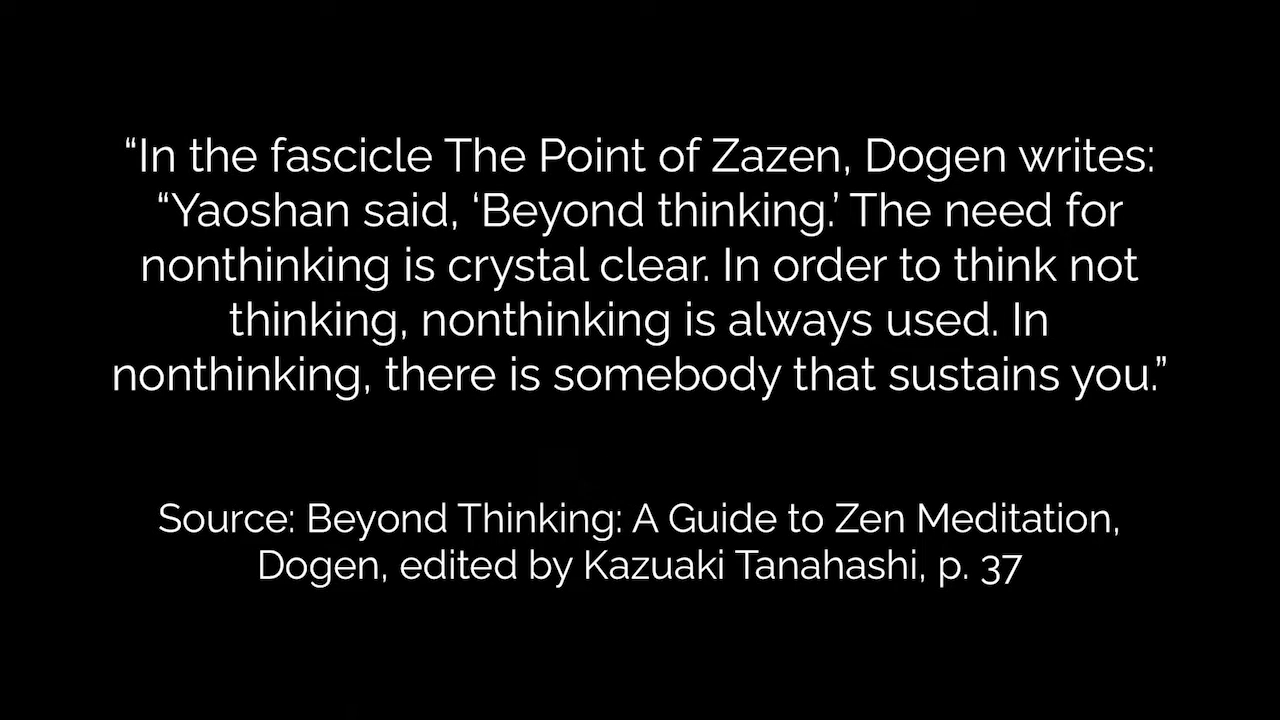 “In the fascicle The Point of Zazen, Dogen writes:
“Yaoshan said, ‘Beyond thinking.’ The need for
nonthinking is crystal clear. In order to think not
thinking, nonthinking is always used. In
nonthinking, there is somebody that sustains you.”
Source: Beyond Thinking: A Guide to Zen Meditation,
Dogen, edited by Kazuaki Tanahashi, p. 37